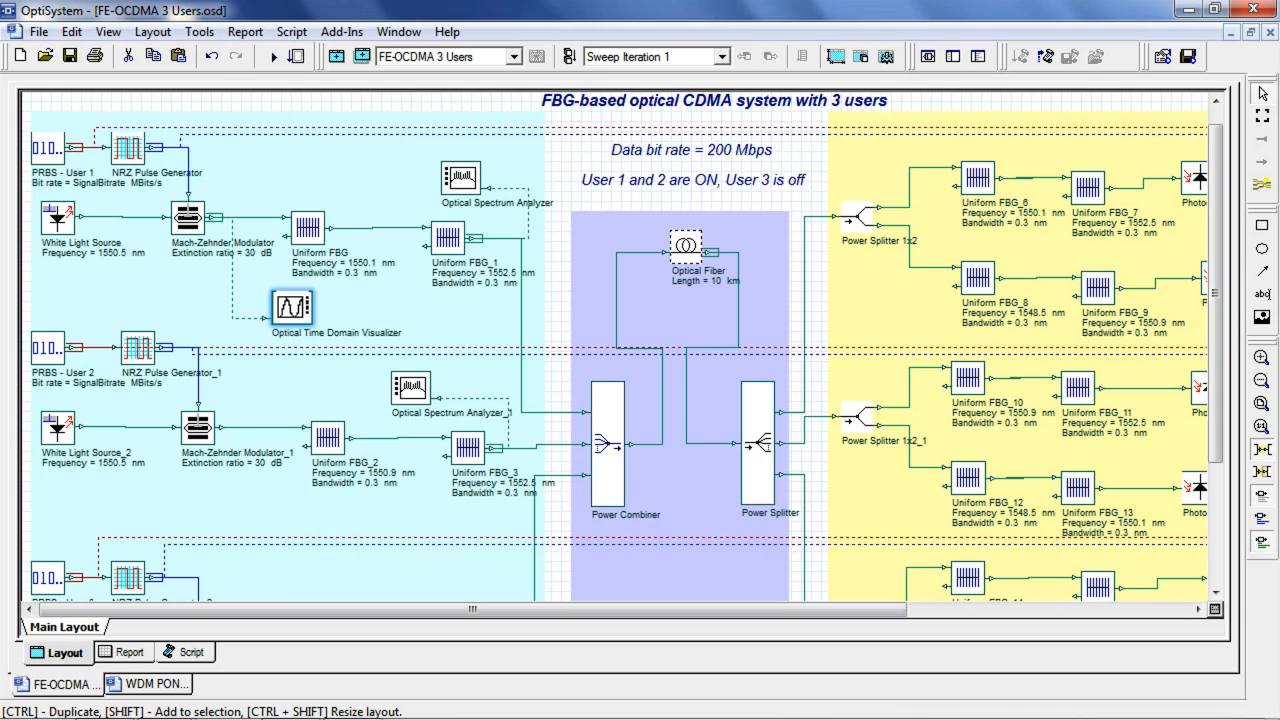 OptiSystem - [FE-OCDMA 3 Users.osd]
File Edit View Layout Tools Report Script Add-Ins Window Help
FE-OCDMA 3 Users
Sweep Iteration 1
FBG-based optical CDMA system with 3 users
Data bit rate = 200 Mbps
User 1 and 2 are ON, User 3 is off
010..
PRBS - User 1
Bit rate = SignalBitrate MBits/s
NRZ Pulse Generator
White Light Source
Frequency = 1550.5 nm
Mach-Zehnder Modulator
Extinction ratio = 30 dB
Uniform FBG
Frequency = 1550.1 nm
Bandwidth = 0.3 nm
Optical Spectrum Analyzer
Uniform FBG_1
Frequency = 1552.5 nm
Bandwidth = 0.3 nm
Optical Time Domain Visualizer
Optical Fiber
Length = 10 km
Power Splitter 1x2
Uniform FBG_6
Frequency = 1550.1 nm
Bandwidth = 0.3 nm
Uniform FBG_7
Frequency = 1552.5 nm
Bandwidth = 0.3 nm
Photo
Uniform FBG_8
Frequency = 1548.5 nm
Bandwidth = 0.3 nm
Uniform FBG_9
Frequency = 1550.9 nm
Bandwidth = 0.3 nm
010..
PRBS - User 2
Bit rate = SignalBitrate MBits/s
NRZ Pulse Generator_1
White Light Source_2
Frequency = 1550.5 nm
Mach-Zehnder Modulator_1
Extinction ratio = 30 dB
Optical Spectrum Analyzer_1
Uniform FBG_2
Frequency = 1550.9 nm
Bandwidth = 0.3 nm
Uniform FBG_3
Frequency = 1552.5 nm
Bandwidth = 0.3 nm
Power Combiner
Power Splitter
Power Splitter 1x2_1
Uniform FBG_10
Frequency = 1550.9 nm
Bandwidth = 0.3 nm
Uniform FBG_11
Frequency = 1552.5 nm
Bandwidth = 0.3 nm
Pho
Uniform FBG_12
Frequency = 1548.5 nm
Bandwidth = 0.3 nm
Uniform FBG_13
Frequency = 1550.1 nm
Bandwidth = 0.3 nm
Photo
010..
Main Layout
Layout Report Script
FE-OCDMA ... WDM PON...
[CTRL] - Duplicate, [SHIFT] - Add to selection, [CTRL + SHIFT] Resize layout.